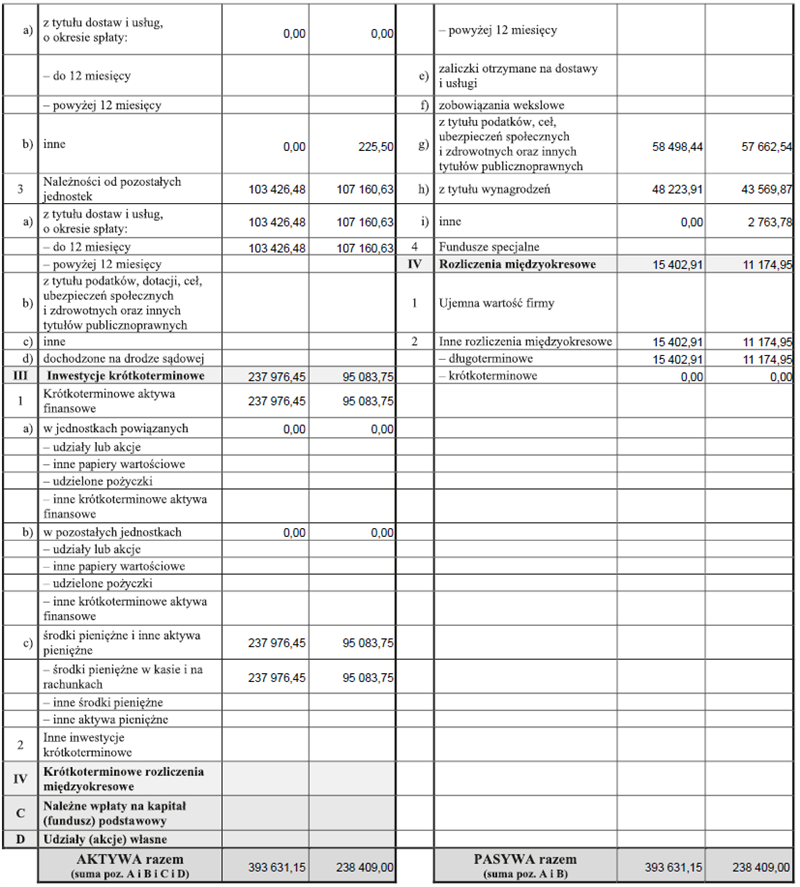 a) z tytułu dostaw i usług,
o okresie spłaty: 0,00 0,00
– do 12 miesięcy
– powyżej 12 miesięcy
b) inne 0,00 225,50
3 Należności od pozostałych
jednostek 103 426,48 107 160,63
a) z tytułu dostaw i usług,
o okresie spłaty: 103 426,48 107 160,63
– do 12 miesięcy 103 426,48 107 160,63
– powyżej 12 miesięcy
b) z tytułu podatków, dotacji, ceł,
ubezpieczeń społecznych
i zdrowotnych oraz innych
tytułów publicznoprawnych
c) inne
d) dochodzone na drodze sądowej
III Inwestycje krótkoterminowe 237 976,45 95 083,75
1 Krótkoterminowe aktywa
finansowe 237 976,45 95 083,75
a) w jednostkach powiązanych 0,00 0,00
– udziały lub akcje
– inne papiery wartościowe
– udzielone pożyczki
– inne krótkoterminowe aktywa
finansowe
b) w pozostałych jednostkach 0,00 0,00
– udziały lub akcje
– inne papiery wartościowe
– udzielone pożyczki
– inne krótkoterminowe aktywa
finansowe
c) środki pieniężne i inne aktywa
pieniężne 237 976,45 95 083,75
– środki pieniężne w kasie i na
rachunkach 237 976,45 95 083,75
– inne środki pieniężne
– inne aktywa pieniężne
2 Inne inwestycje
krótkoterminowe
IV Krótkoterminowe rozliczenia
międzyokresowe
C Należne wpłaty na kapitał
(fundusz) podstawowy
D Udziały (akcje) własne
AKTYWA razem
(suma poz. A i B i C i D) 393 631,15 238 409,00
– powyżej 12 miesięcy
e) zaliczki otrzymane na dostawy
i usługi
f) zobowiązania wekslowe
g) z tytułu podatków, ceł,
ubezpieczeń społecznych
i zdrowotnych oraz innych
tytułów publicznoprawnych 58 498,44 57 662,54
h) z tytułu wynagrodzeń 48 223,91 43 569,87
i) inne 0,00 2 763,78
4 Fundusze specjalne
IV Rozliczenia międzyokresowe 15 402,91 11 174,95
1 Ujemna wartość firmy
2 Inne rozliczenia międzyokresowe 15 402,91 11 174,95
– długoterminowe 15 402,91 11 174,95
– krótkoterminowe 0,00 0,00
PASYWA razem
(suma poz. A i B) 393 631,15 238 409,00